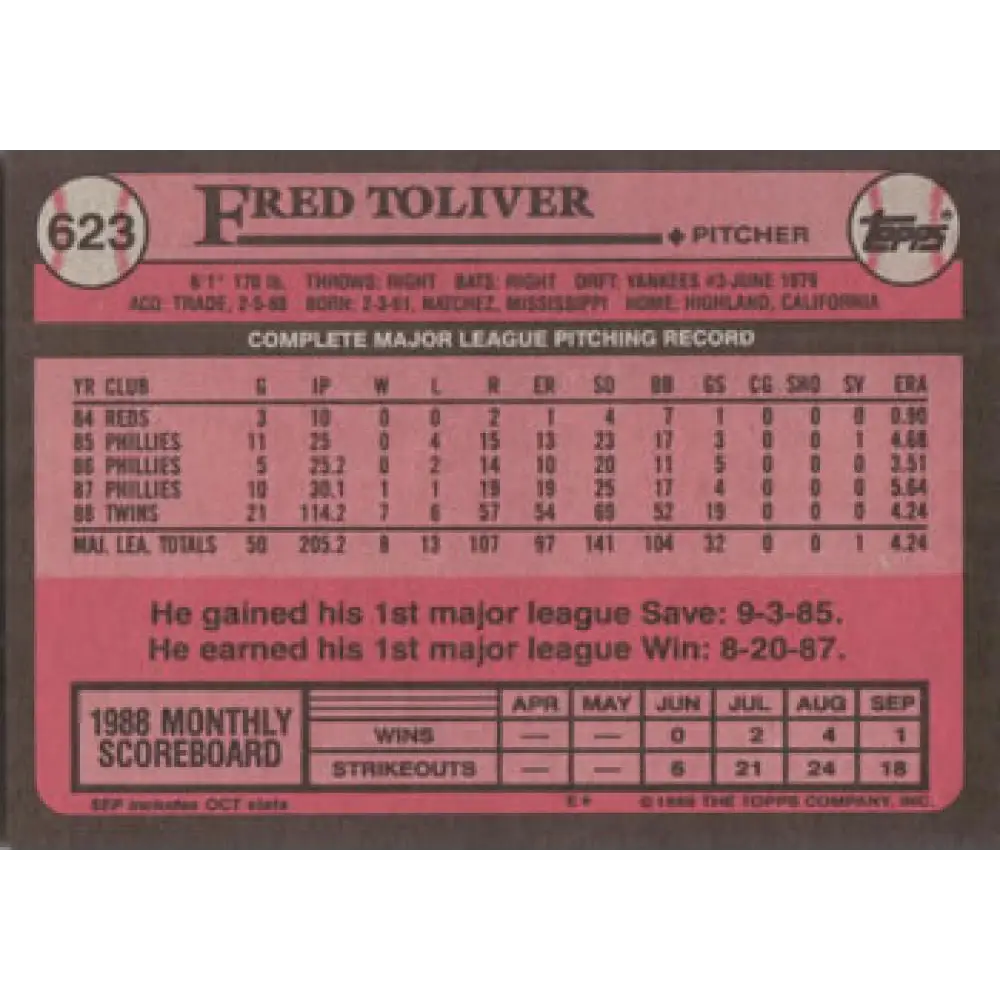 623
FRED TOLIVER
PITCHER
Topps®
6'1" 170 lb. THROWS: RIGHT BATS: RIGHT DRFT: YANKEES #3-JUNE 1979
ACQ: TRADE, 2-5-88 BORN: 2-3-61, NATCHEZ, MISSISSIPPI HOME: HIGHLAND, CALIFORNIA
COMPLETE MAJOR LEAGUE PITCHING RECORD
YR CLUB G IP W L R ER SO BB GS CG SHO SV ERA
84 REDS 3 10 0 0 2 1 4 7 1 0 0 0 0.90
85 PHILLIES 11 25 0 4 15 13 23 17 3 0 0 1 4.68
86 PHILLIES 5 25.2 0 2 14 10 20 11 5 0 0 0 3.51
87 PHILLIES 10 30.1 1 1 19 19 25 17 4 0 0 0 5.64
88 TWINS 21 114.2 7 6 57 54 69 52 19 0 0 0 4.24
MAJ. LEA. TOTALS 50 205.2 8 13 107 97 141 104 32 0 0 1 4.24
He gained his 1st major league Save: 9-3-85.
He earned his 1st major league Win: 8-20-87.
1988 MONTHLY SCOREBOARD
APR MAY JUN JUL AUG SEP
WINS — — 0 2 4 1
STRIKEOUTS — — 6 21 24 18
SEP includes OCT stats
E* © 1989 THE TOPPS COMPANY, INC.